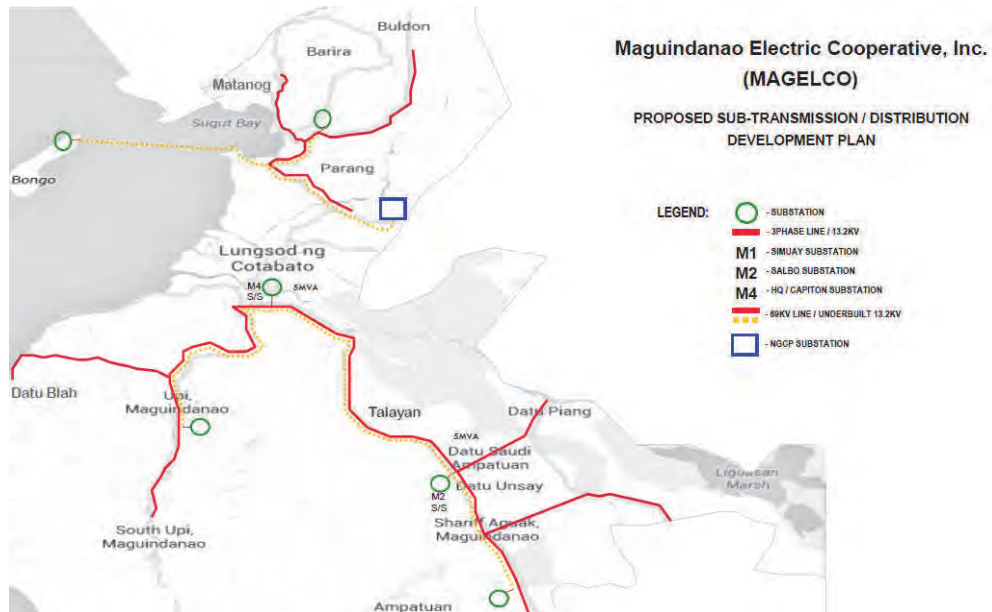 Maguindanao Electric Cooperative, Inc.
(MAGELCO)
PROPOSED SUB-TRANSMISSION / DISTRIBUTION
DEVELOPMENT PLAN
LEGEND:
- SUBSTATION
- 3PHASE LINE / 13.2KV
M1 - SIMUAY SUBSTATION
M2 - SALBO SUBSTATION
M4 - HQ / CAPITON SUBSTATION
- 69KV LINE / UNDERBUILT 13.2KV
- NGCP SUBSTATION
Buldon
Barira
Matanog
Sugut Bay
Bongo
Parang
Lungsod ng
Cotabato
M4
S/S
5MVA
Datu Blah
Upi,
Maguindanao
Talayan
Datu Piang
5MVA
Datu Saudi
Ampatuan
Datu Unsay
M2
S/S
Liguasan
Marsh
Shariff Aguak,
Maguindanao
South Upi,
Maguindanao
Ampatuan